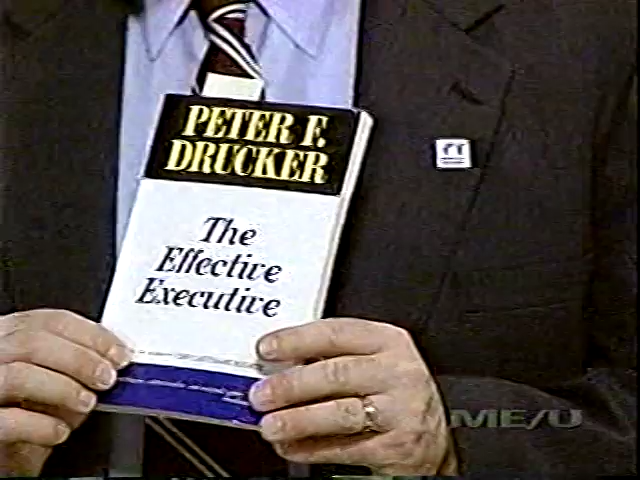 PETER F.
DRUCKER
The
Effective
Executive
ME/U